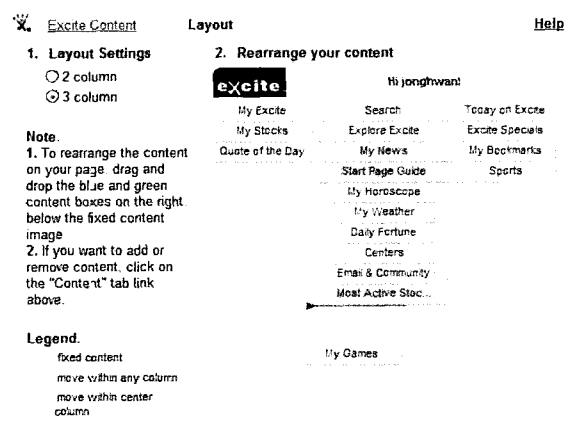 Excite Content Layout Help
1. Layout Settings
2 column
3 column
Note.
1. To rearrange the content
on your page, drag and
drop the blue and green
content boxes on the right
below the fixed content
image
2. If you want to add or
remove content, click on
the "Content" tab link
above.
Legend.
fixed content
move within any column
move within center
column
2. Rearrange your content
excite
Hi jonghwan!
My Excite Search Today on Excite
My Stocks Explore Excite Excite Specials
Quote of the Day My News My Bookmarks
Start Page Guide Sports
My Horoscope
My Weather
Daily Fortune
Centers
Email & Community
Most Active Stoc...
My Games